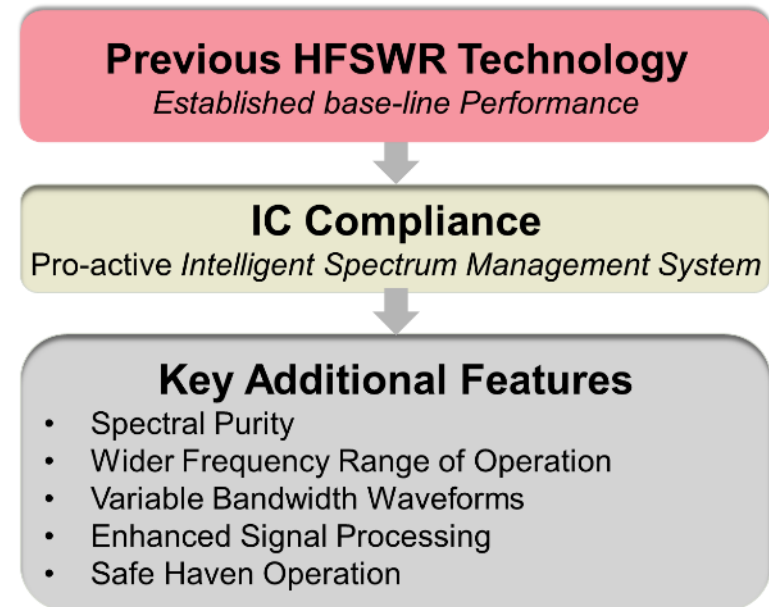 Previous HFSWR Technology
Established base-line Performance
IC Compliance
Pro-active Intelligent Spectrum Management System
Key Additional Features
• Spectral Purity
• Wider Frequency Range of Operation
• Variable Bandwidth Waveforms
• Enhanced Signal Processing
• Safe Haven Operation